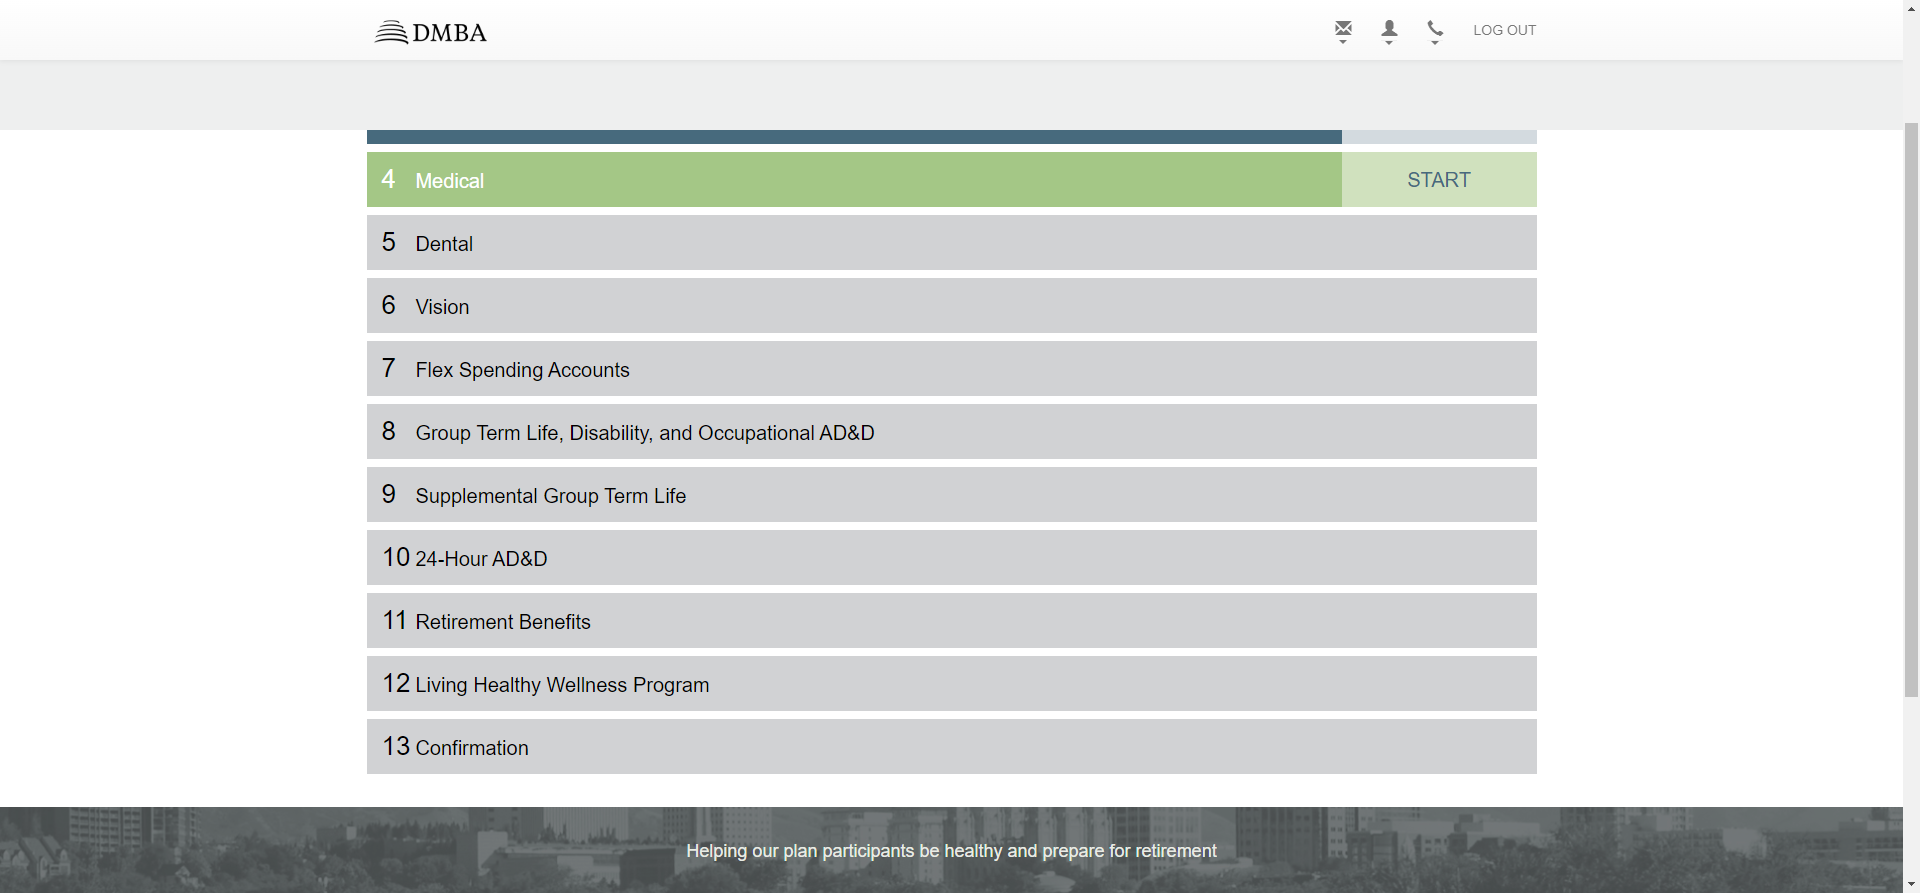 DMBA
LOG OUT
4 Medical START
5 Dental
6 Vision
7 Flex Spending Accounts
8 Group Term Life, Disability, and Occupational AD&D
9 Supplemental Group Term Life
10 24-Hour AD&D
11 Retirement Benefits
12 Living Healthy Wellness Program
13 Confirmation
Helping our plan participants be healthy and prepare for retirement